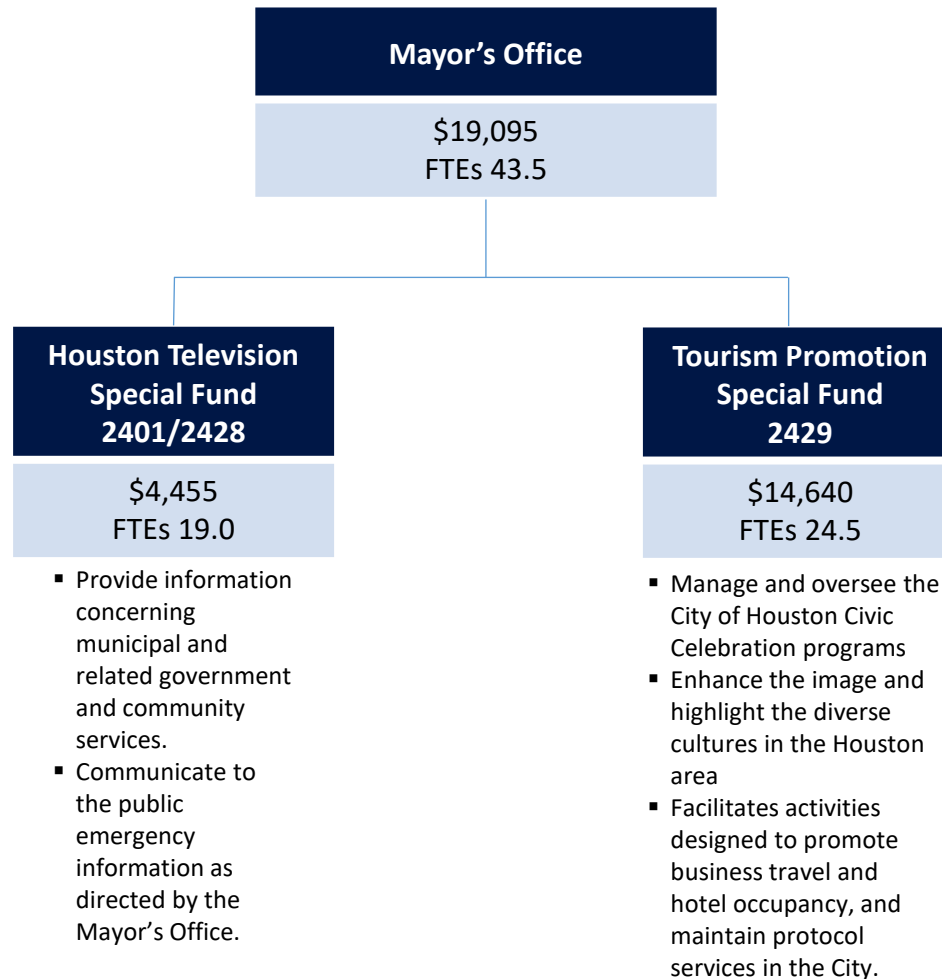 Mayor’s Office
$19,095
FTEs 43.5
Houston Television
Special Fund
2401/2428
$4,455
FTEs 19.0
▪ Provide information
concerning
municipal and
related government
and community
services.
▪ Communicate to
the public
emergency
information as
directed by the
Mayor’s Office.
Tourism Promotion
Special Fund
2429
$14,640
FTEs 24.5
▪ Manage and oversee the
City of Houston Civic
Celebration programs
▪ Enhance the image and
highlight the diverse
cultures in the Houston
area
▪ Facilitates activities
designed to promote
business travel and
hotel occupancy, and
maintain protocol
services in the City.